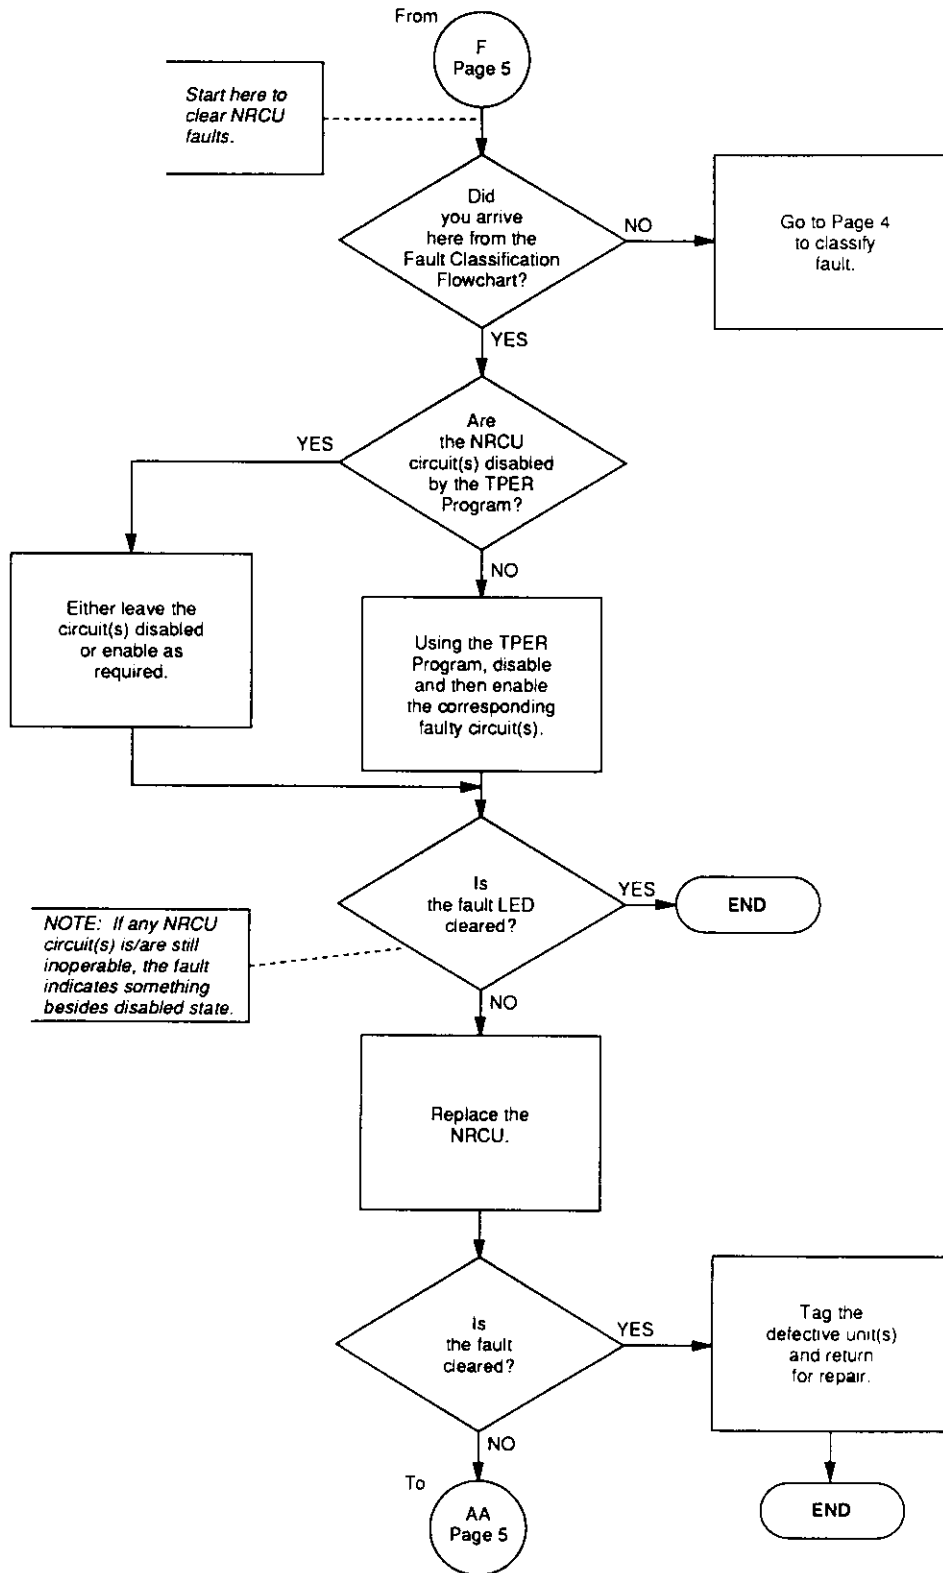 From
F
Page 5
Start here to
clear NRCU
faults.
Did
you arrive
here from the
Fault Classification
Flowchart?
NO
Go to Page 4
to classify
fault.
YES
Are
the NRCU
circuit(s) disabled
by the TPER
Program?
YES
NO
Either leave the
circuit(s) disabled
or enable as
required.
Using the TPER
Program, disable
and then enable
the corresponding
faulty circuit(s).
Is
the fault LED
cleared?
YES
END
NOTE: If any NRCU
circuit(s) is/are still
inoperable, the fault
indicates something
besides disabled state.
NO
Replace the
NRCU.
Is
the fault
cleared?
YES
Tag the
defective unit(s)
and return
for repair.
NO
To
AA
Page 5
END